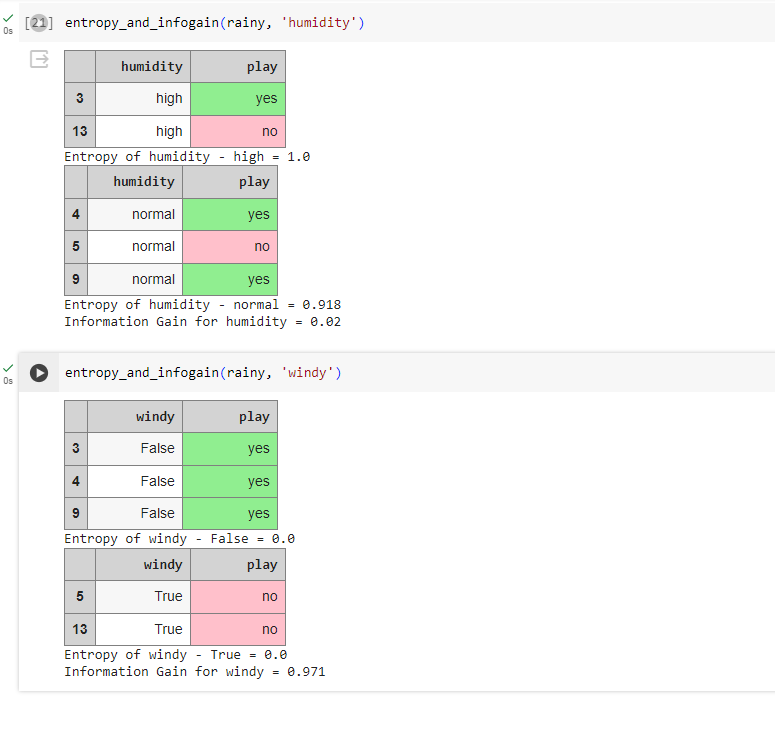 [21] entropy_and_infogain(rainy, 'humidity')
0s
humidity play
3 high yes
13 high no
Entropy of humidity - high = 1.0
humidity play
4 normal yes
5 normal no
9 normal yes
Entropy of humidity - normal = 0.918
Information Gain for humidity = 0.02
entropy_and_infogain(rainy, 'windy')
0s
windy play
3 False yes
4 False yes
9 False yes
Entropy of windy - False = 0.0
windy play
5 True no
13 True no
Entropy of windy - True = 0.0
Information Gain for windy = 0.971